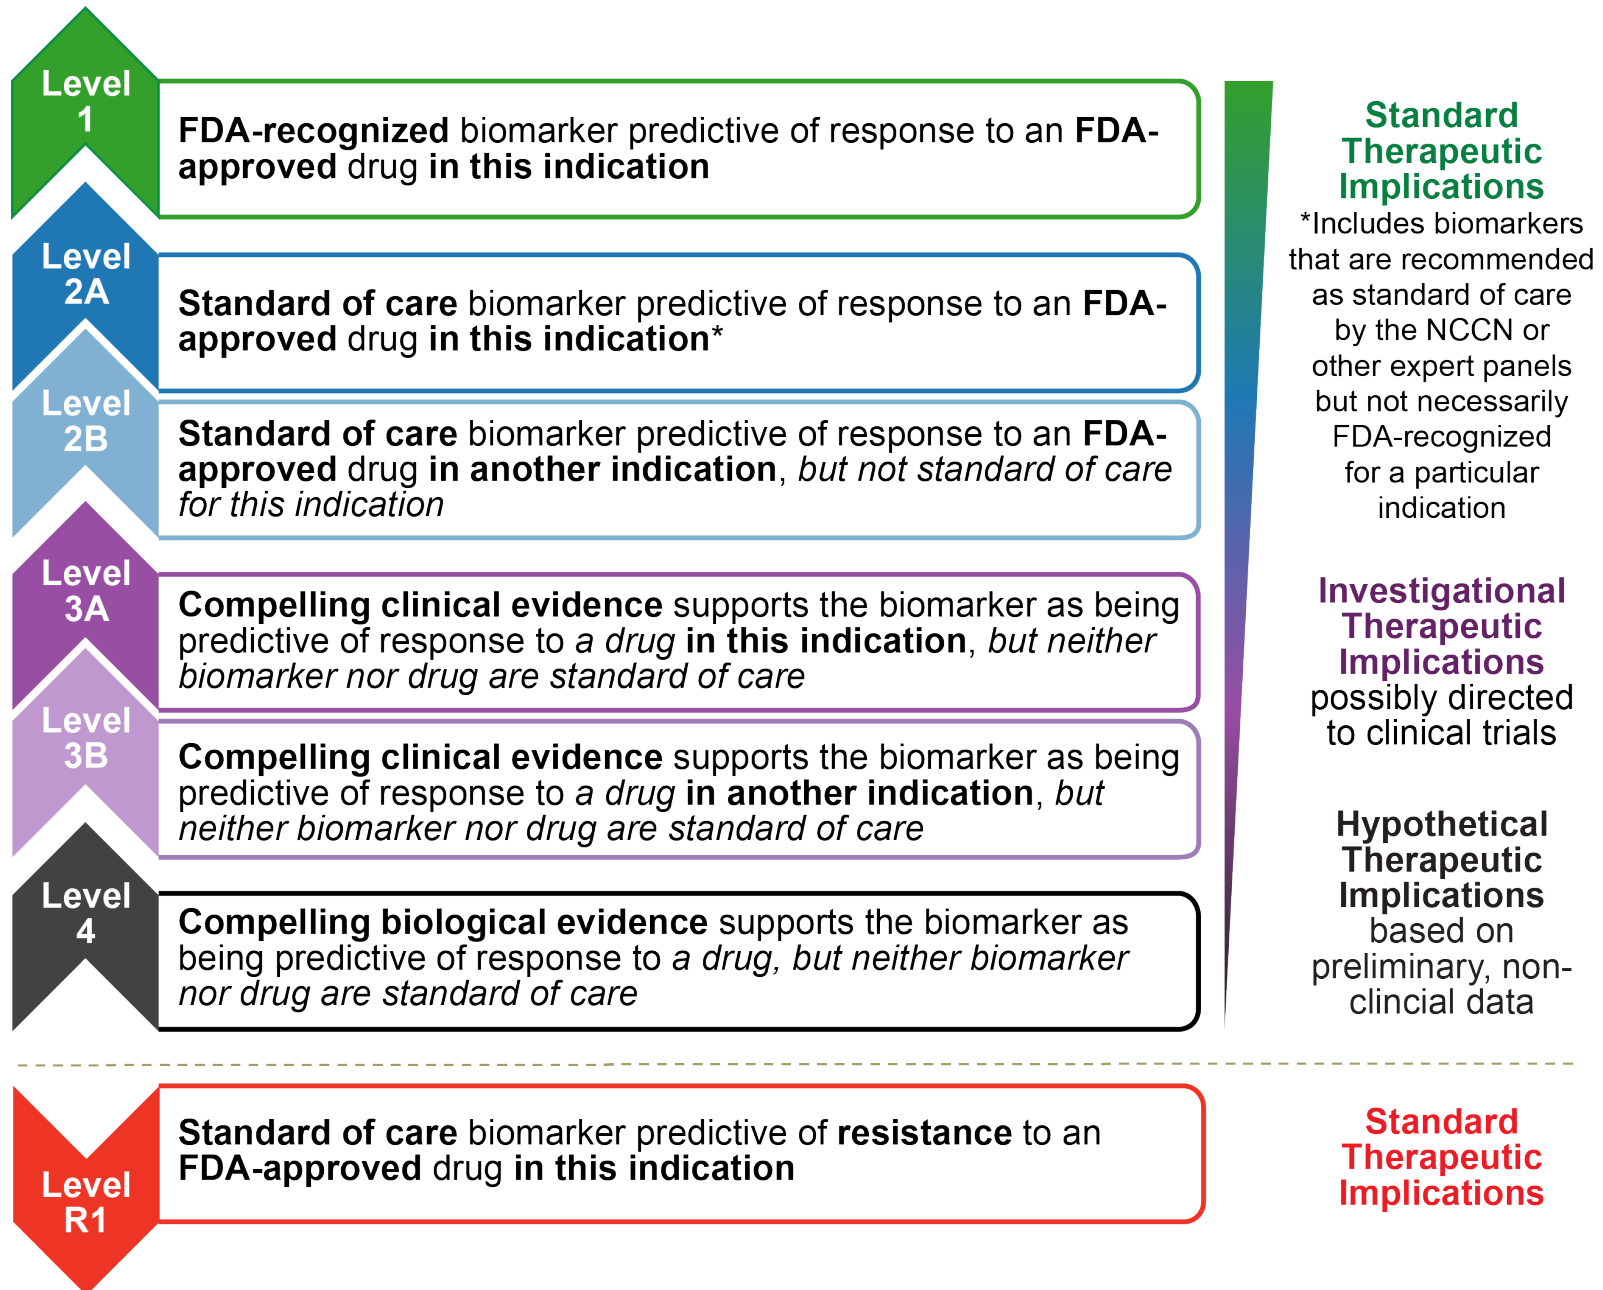 Level
1
FDA-recognized biomarker predictive of response to an FDA-
approved drug in this indication
Level
2A
Standard of care biomarker predictive of response to an FDA-
approved drug in this indication*
Level
2B
Standard of care biomarker predictive of response to an FDA-
approved drug in another indication, but not standard of care
for this indication
Level
3A
Compelling clinical evidence supports the biomarker as being
predictive of response to a drug in this indication, but neither
biomarker nor drug are standard of care
Level
3B
Compelling clinical evidence supports the biomarker as being
predictive of response to a drug in another indication, but
neither biomarker nor drug are standard of care
Level
4
Compelling biological evidence supports the biomarker as
being predictive of response to a drug, but neither biomarker
nor drug are standard of care
Standard
Therapeutic
Implications
*Includes biomarkers
that are recommended
as standard of care
by the NCCN or
other expert panels
but not necessarily
FDA-recognized
for a particular
indication
Investigational
Therapeutic
Implications
possibly directed
to clinical trials
Hypothetical
Therapeutic
Implications
based on
preliminary, non-
clincial data
Level
R1
Standard of care biomarker predictive of resistance to an
FDA-approved drug in this indication
Standard
Therapeutic
Implications